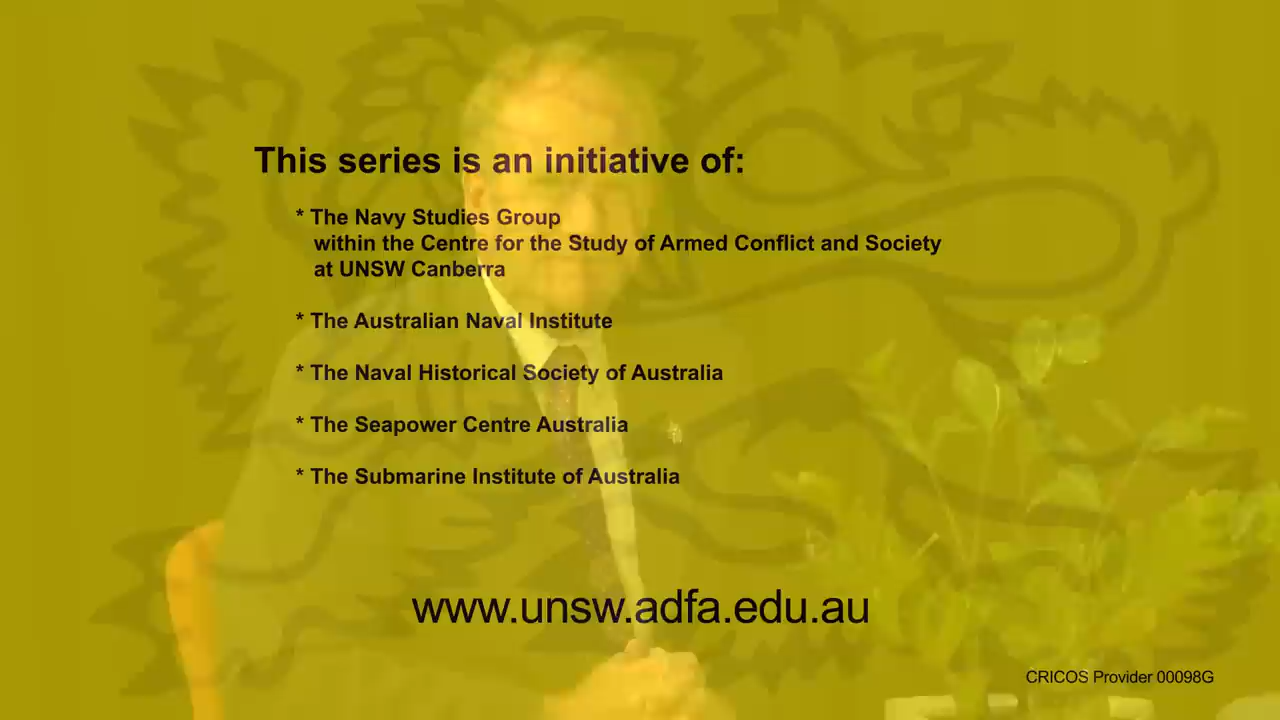 This series is an initiative of:
* The Navy Studies Group
within the Centre for the Study of Armed Conflict and Society
at UNSW Canberra
* The Australian Naval Institute
* The Naval Historical Society of Australia
* The Seapower Centre Australia
* The Submarine Institute of Australia
www.unsw.adfa.edu.au
CRICOS Provider 00098G